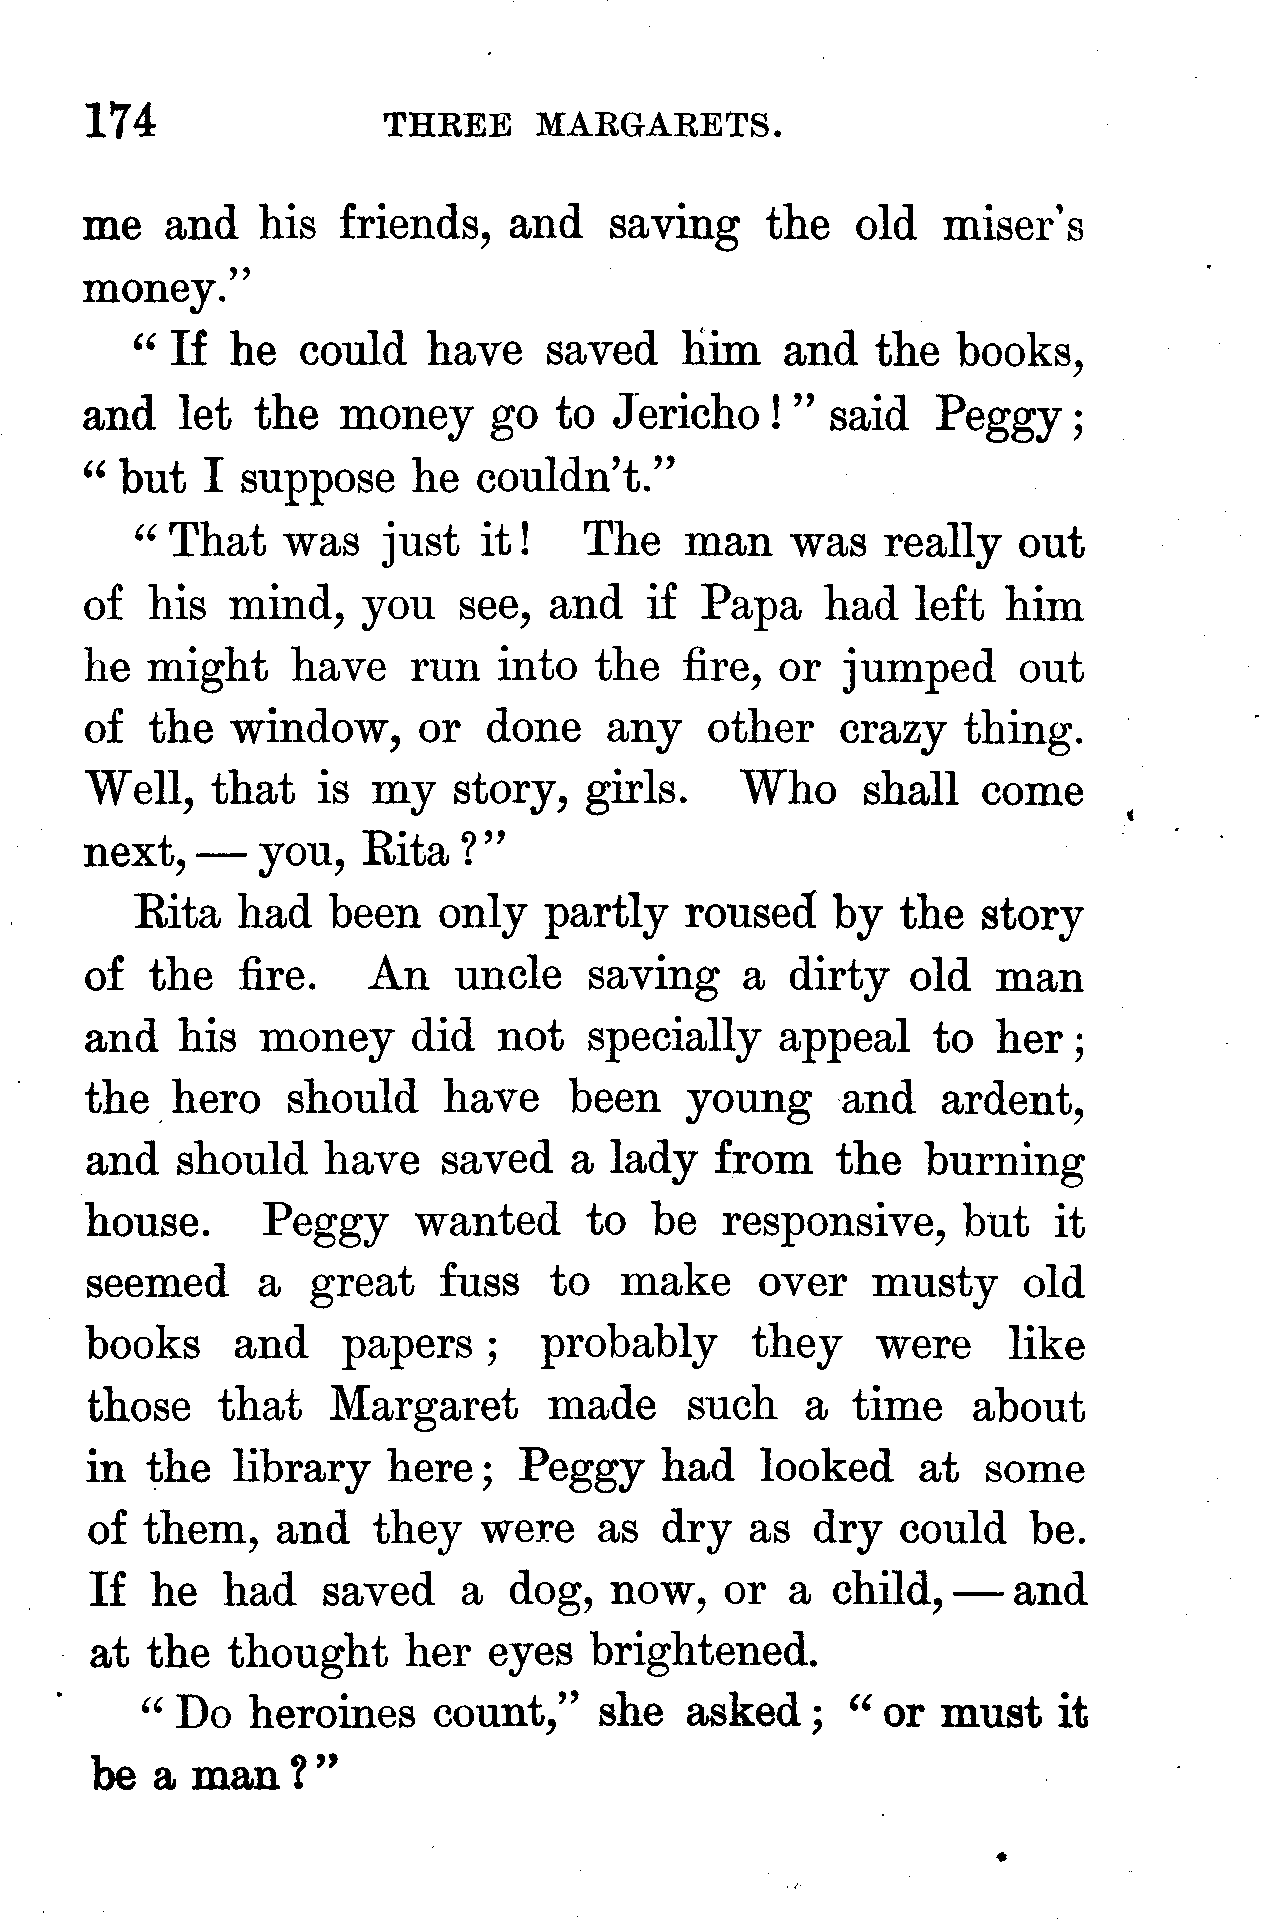 174 THREE MARGARETS.
me and his friends, and saving the old miser's
money."
"If he could have saved him and the books,
and let the money go to Jericho!" said Peggy;
"but I suppose he couldn't."
"That was just it! The man was really out
of his mind, you see, and if Papa had left him
he might have run into the fire, or jumped out
of the window, or done any other crazy thing.
Well, that is my story, girls. Who shall come
next, — you, Rita?"
Rita had been only partly roused by the story
of the fire. An uncle saving a dirty old man
and his money did not specially appeal to her;
the hero should have been young and ardent,
and should have saved a lady from the burning
house. Peggy wanted to be responsive, but it
seemed a great fuss to make over musty old
books and papers; probably they were like
those that Margaret made such a time about
in the library here; Peggy had looked at some
of them, and they were as dry as dry could be.
If he had saved a dog, now, or a child, — and
at the thought her eyes brightened.
"Do heroines count," she asked; "or must it
be a man?"